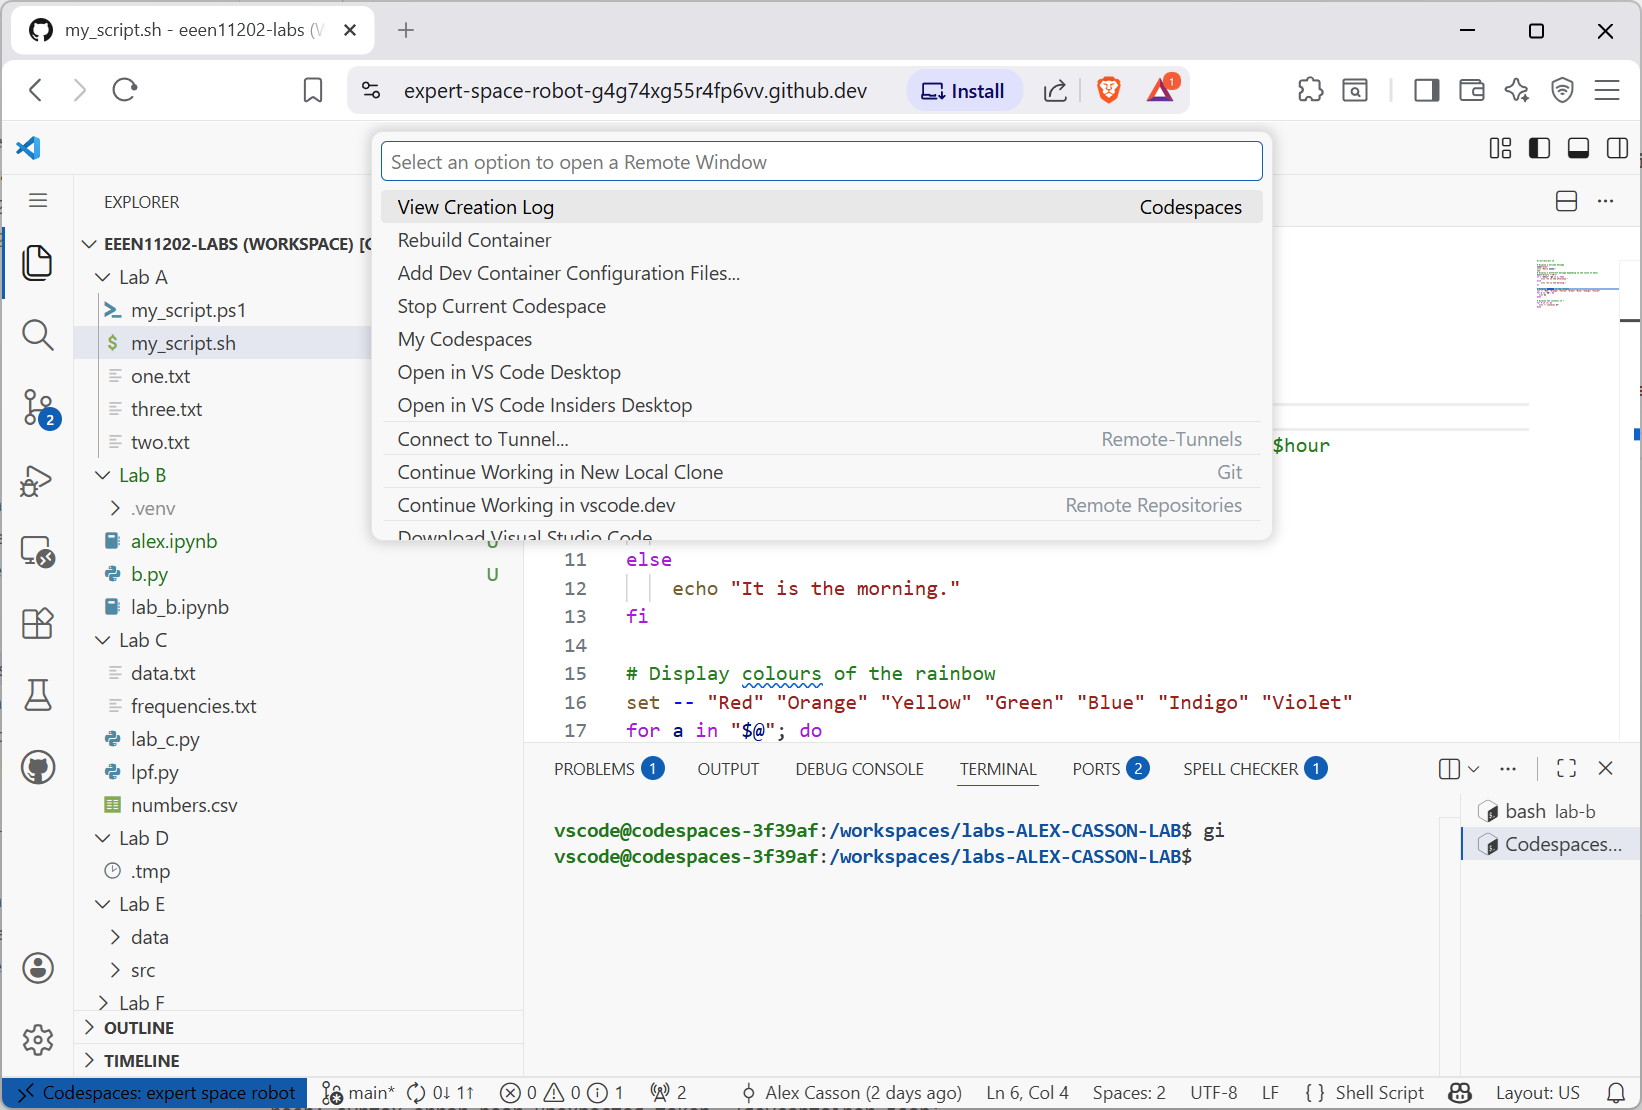 my_script.sh - eeen11202-labs (
expert-space-robot-g4g74xg55r4fp6vv.github.dev
Install
1
Select an option to open a Remote Window
View Creation Log Codespaces
Rebuild Container
Add Dev Container Configuration Files...
Stop Current Codespace
My Codespaces
Open in VS Code Desktop
Open in VS Code Insiders Desktop
Connect to Tunnel... Remote-Tunnels
Continue Working in New Local Clone Git
Continue Working in vscode.dev Remote Repositories
Download Visual Studio Code
EXPLORER
EEEN11202-LABS (WORKSPACE) [C
Lab A
my_script.ps1
$ my_script.sh
one.txt
three.txt
two.txt
Lab B
.venv
alex.ipynb U
b.py U
lab_b.ipynb
Lab C
data.txt
frequencies.txt
lab_c.py
lpf.py
numbers.csv
Lab D
.tmp
Lab E
data
src
Lab F
OUTLINE
TIMELINE
2
$hour
11 else
12 echo "It is the morning."
13 fi
14
15 # Display colours of the rainbow
16 set -- "Red" "Orange" "Yellow" "Green" "Blue" "Indigo" "Violet"
17 for a in "$@"; do
PROBLEMS 1 OUTPUT DEBUG CONSOLE TERMINAL PORTS 2 SPELL CHECKER 1
vscode@codespaces-3f39af:/workspaces/labs-ALEX-CASSON-LAB$ gi
vscode@codespaces-3f39af:/workspaces/labs-ALEX-CASSON-LAB$
bash lab-b
Codespaces...
Codespaces: expert space robot main* 0↓ 1↑ 0 0 1 2 Alex Casson (2 days ago) Ln 6, Col 4 Spaces: 2 UTF-8 LF { } Shell Script Layout: US